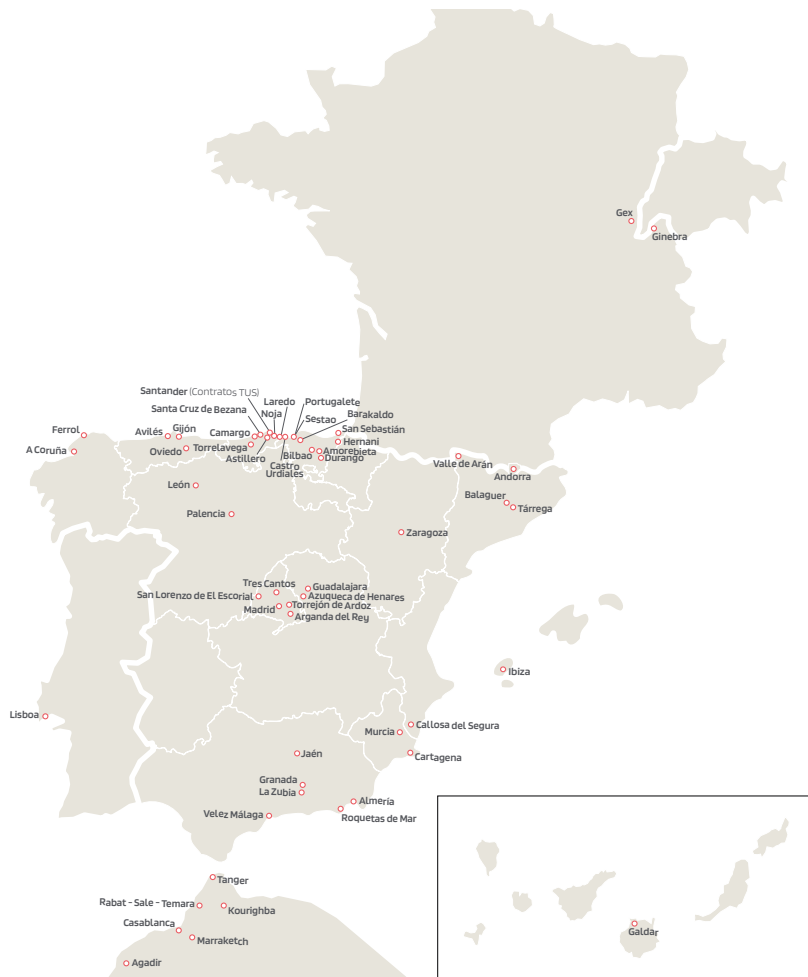 Gex
Ginebra
Santander (Contratos TUS)
Laredo
Portugalete
Santa Cruz de Bezana
Noja
Sestao
Barakaldo
Ferrol
Avilés
Gijón
Camargo
San Sebastián
A Coruña
Oviedo
Torrelavega
Hernani
Astillero
Bilbao
Amorebieta
Durango
Castro
Urdiales
Valle de Arán
Andorra
León
Balaguer
Tárrega
Palencia
Zaragoza
Tres Cantos
Guadalajara
San Lorenzo de El Escorial
Azuqueca de Henares
Madrid
Torrejón de Ardoz
Arganda del Rey
Ibiza
Lisboa
Callosa del Segura
Murcia
Jaén
Cartagena
Granada
La Zubia
Almería
Velez Málaga
Roquetas de Mar
Tanger
Rabat - Sale - Temara
Kourighba
Casablanca
Marraketch
Agadir
Galdar